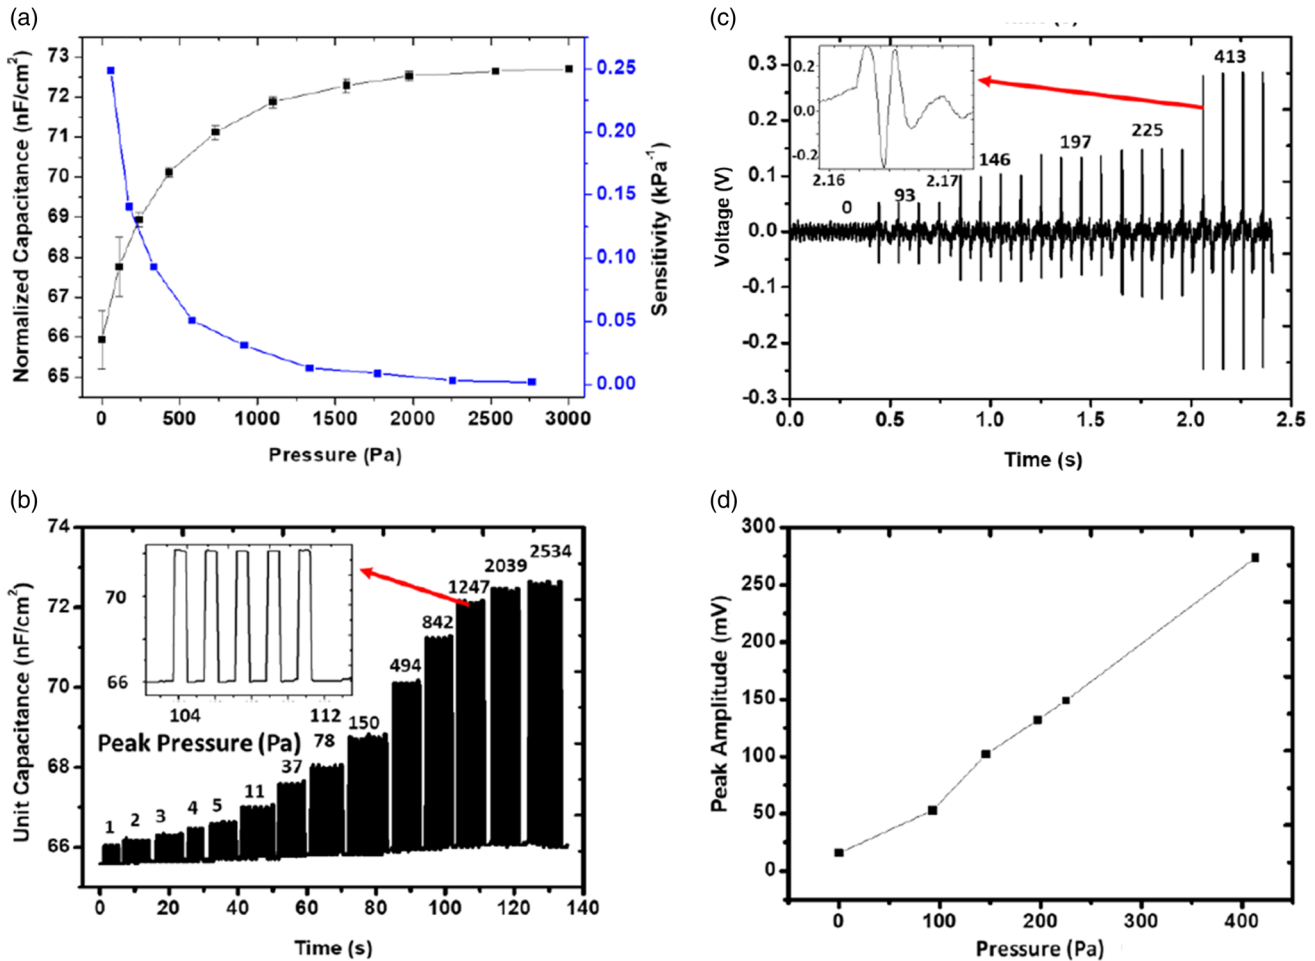 (a)
73
72
71
70
69
68
67
66
65
Normalized Capacitance (nF/cm²)
0.25
0.20
0.15
0.10
0.05
0.00
Sensitivity (kPa⁻¹)
0 500 1000 1500 2000 2500 3000
Pressure (Pa)
(b)
74
72
70
68
66
Unit Capacitance (nF/cm²)
70
66
104 112
Peak Pressure (Pa)
1 2 3 4 5 11 37 78 150 494 842 1247 2039 2534
0 20 40 60 80 100 120 140
Time (s)
(c)
0.3
0.2
0.1
0.0
-0.1
-0.2
-0.3
Voltage (V)
0.2
0.0
-0.2
2.16 2.17
0 93 146 197 225 413
0.0 0.5 1.0 1.5 2.0 2.5
Time (s)
(d)
300
250
200
150
100
50
0
Peak Amplitude (mV)
0 100 200 300 400
Pressure (Pa)